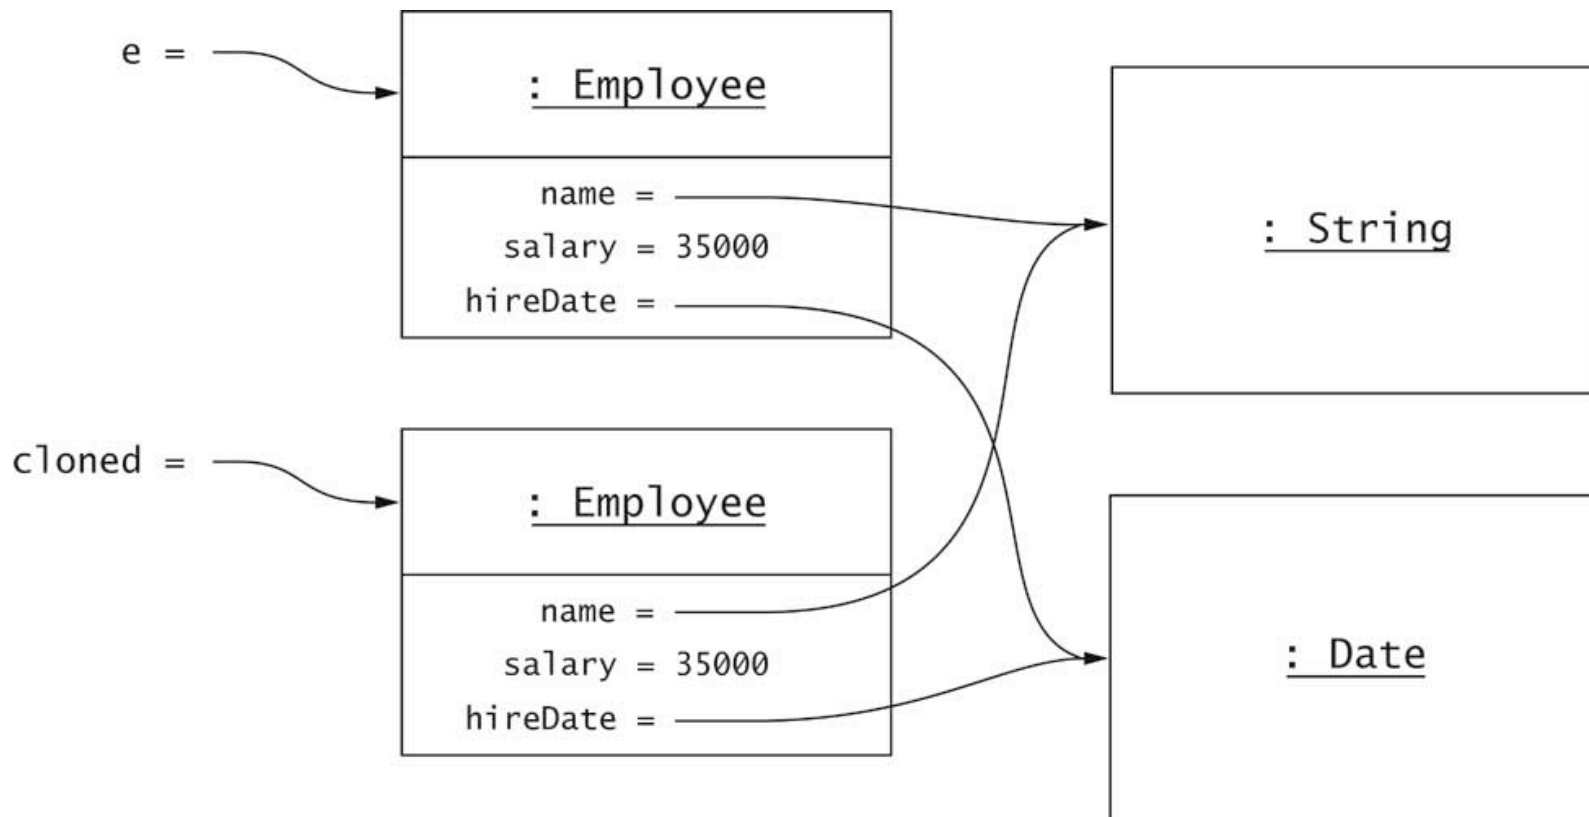 e =
: Employee
name =
salary = 35000
hireDate =
: String
cloned =
: Employee
name =
salary = 35000
hireDate =
: Date